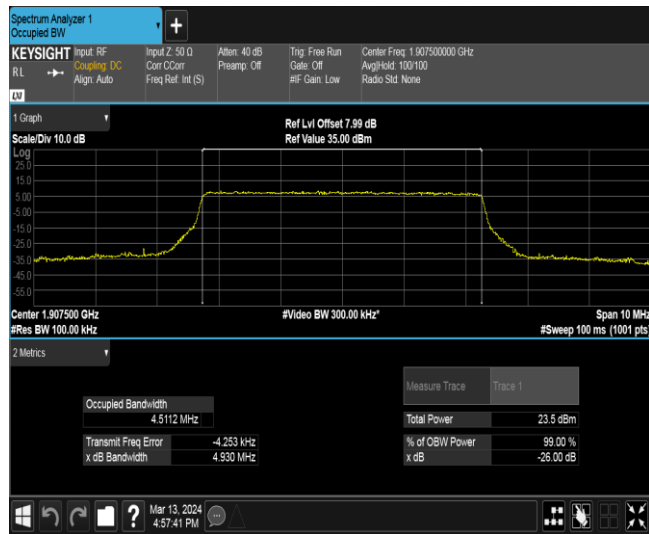 Spectrum Analyzer 1
Occupied BW
KEYSIGHT
R L
LXI
Input: RF
Coupling: DC
Align: Auto
Input Z: 50 Ω
Corr CCorr
Freq Ref: Int (S)
Atten: 40 dB
Preamp: Off
Trig: Free Run
Gate: Off
#IF Gain: Low
Center Freq: 1.907500000 GHz
Avg|Hold: 100/100
Radio Std: None
1 Graph
Scale/Div 10.0 dB
Ref Lvl Offset 7.99 dB
Ref Value 35.00 dBm
Log
25.0
15.0
5.00
-5.00
-15.0
-25.0
-35.0
-45.0
-55.0
Center 1.907500 GHz
#Res BW 100.00 kHz
#Video BW 300.00 kHz*
Span 10 MHz
#Sweep 100 ms (1001 pts)
2 Metrics
Measure Trace
Trace 1
Occupied Bandwidth
4.5112 MHz
Total Power
23.5 dBm
Transmit Freq Error
-4.253 kHz
% of OBW Power
99.00 %
x dB Bandwidth
4.930 MHz
x dB
-26.00 dB
?
Mar 13, 2024
4:57:41 PM